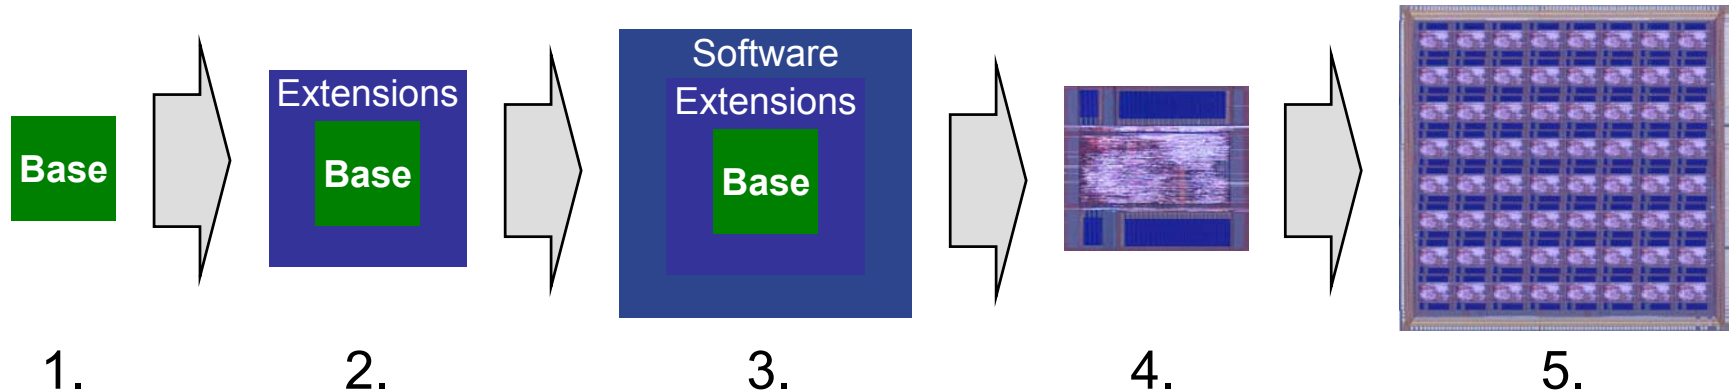 Base
Extensions
Base
Software
Extensions
Base
1.
2.
3.
4.
5.